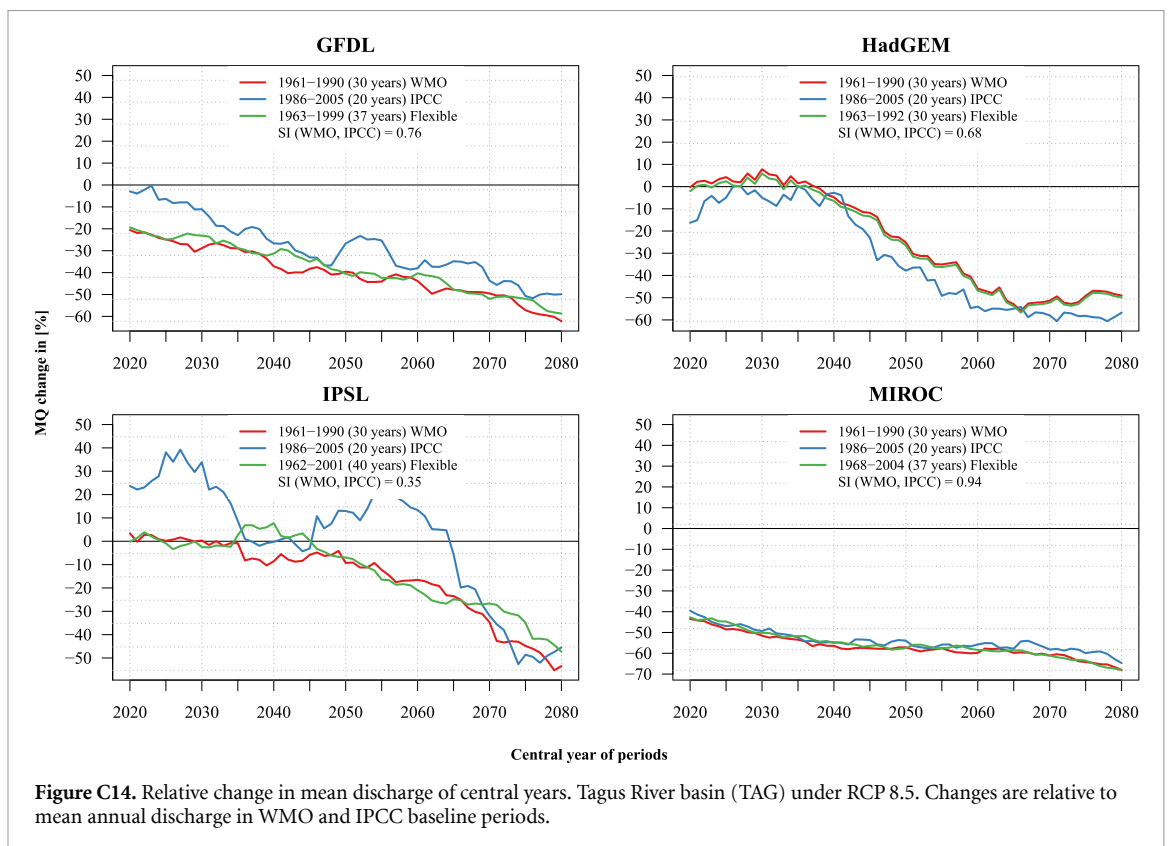 GFDL
50
40
30
20
10
0
−10
−20
−30
−40
−50
−60
1961−1990 (30 years) WMO
1986−2005 (20 years) IPCC
1963−1999 (37 years) Flexible
SI (WMO, IPCC) = 0.76
2020 2030 2040 2050 2060 2070 2080
HadGEM
50
40
30
20
10
0
−10
−20
−30
−40
−50
−60
1961−1990 (30 years) WMO
1986−2005 (20 years) IPCC
1963−1992 (30 years) Flexible
SI (WMO, IPCC) = 0.68
2020 2030 2040 2050 2060 2070 2080
MQ change in [%]
IPSL
50
40
30
20
10
0
−10
−20
−30
−40
−50
1961−1990 (30 years) WMO
1986−2005 (20 years) IPCC
1962−2001 (40 years) Flexible
SI (WMO, IPCC) = 0.35
2020 2030 2040 2050 2060 2070 2080
MIROC
50
40
30
20
10
0
−10
−20
−30
−40
−50
−60
−70
1961−1990 (30 years) WMO
1986−2005 (20 years) IPCC
1968−2004 (37 years) Flexible
SI (WMO, IPCC) = 0.94
2020 2030 2040 2050 2060 2070 2080
Central year of periods
Figure C14. Relative change in mean discharge of central years. Tagus River basin (TAG) under RCP 8.5. Changes are relative to
mean annual discharge in WMO and IPCC baseline periods.